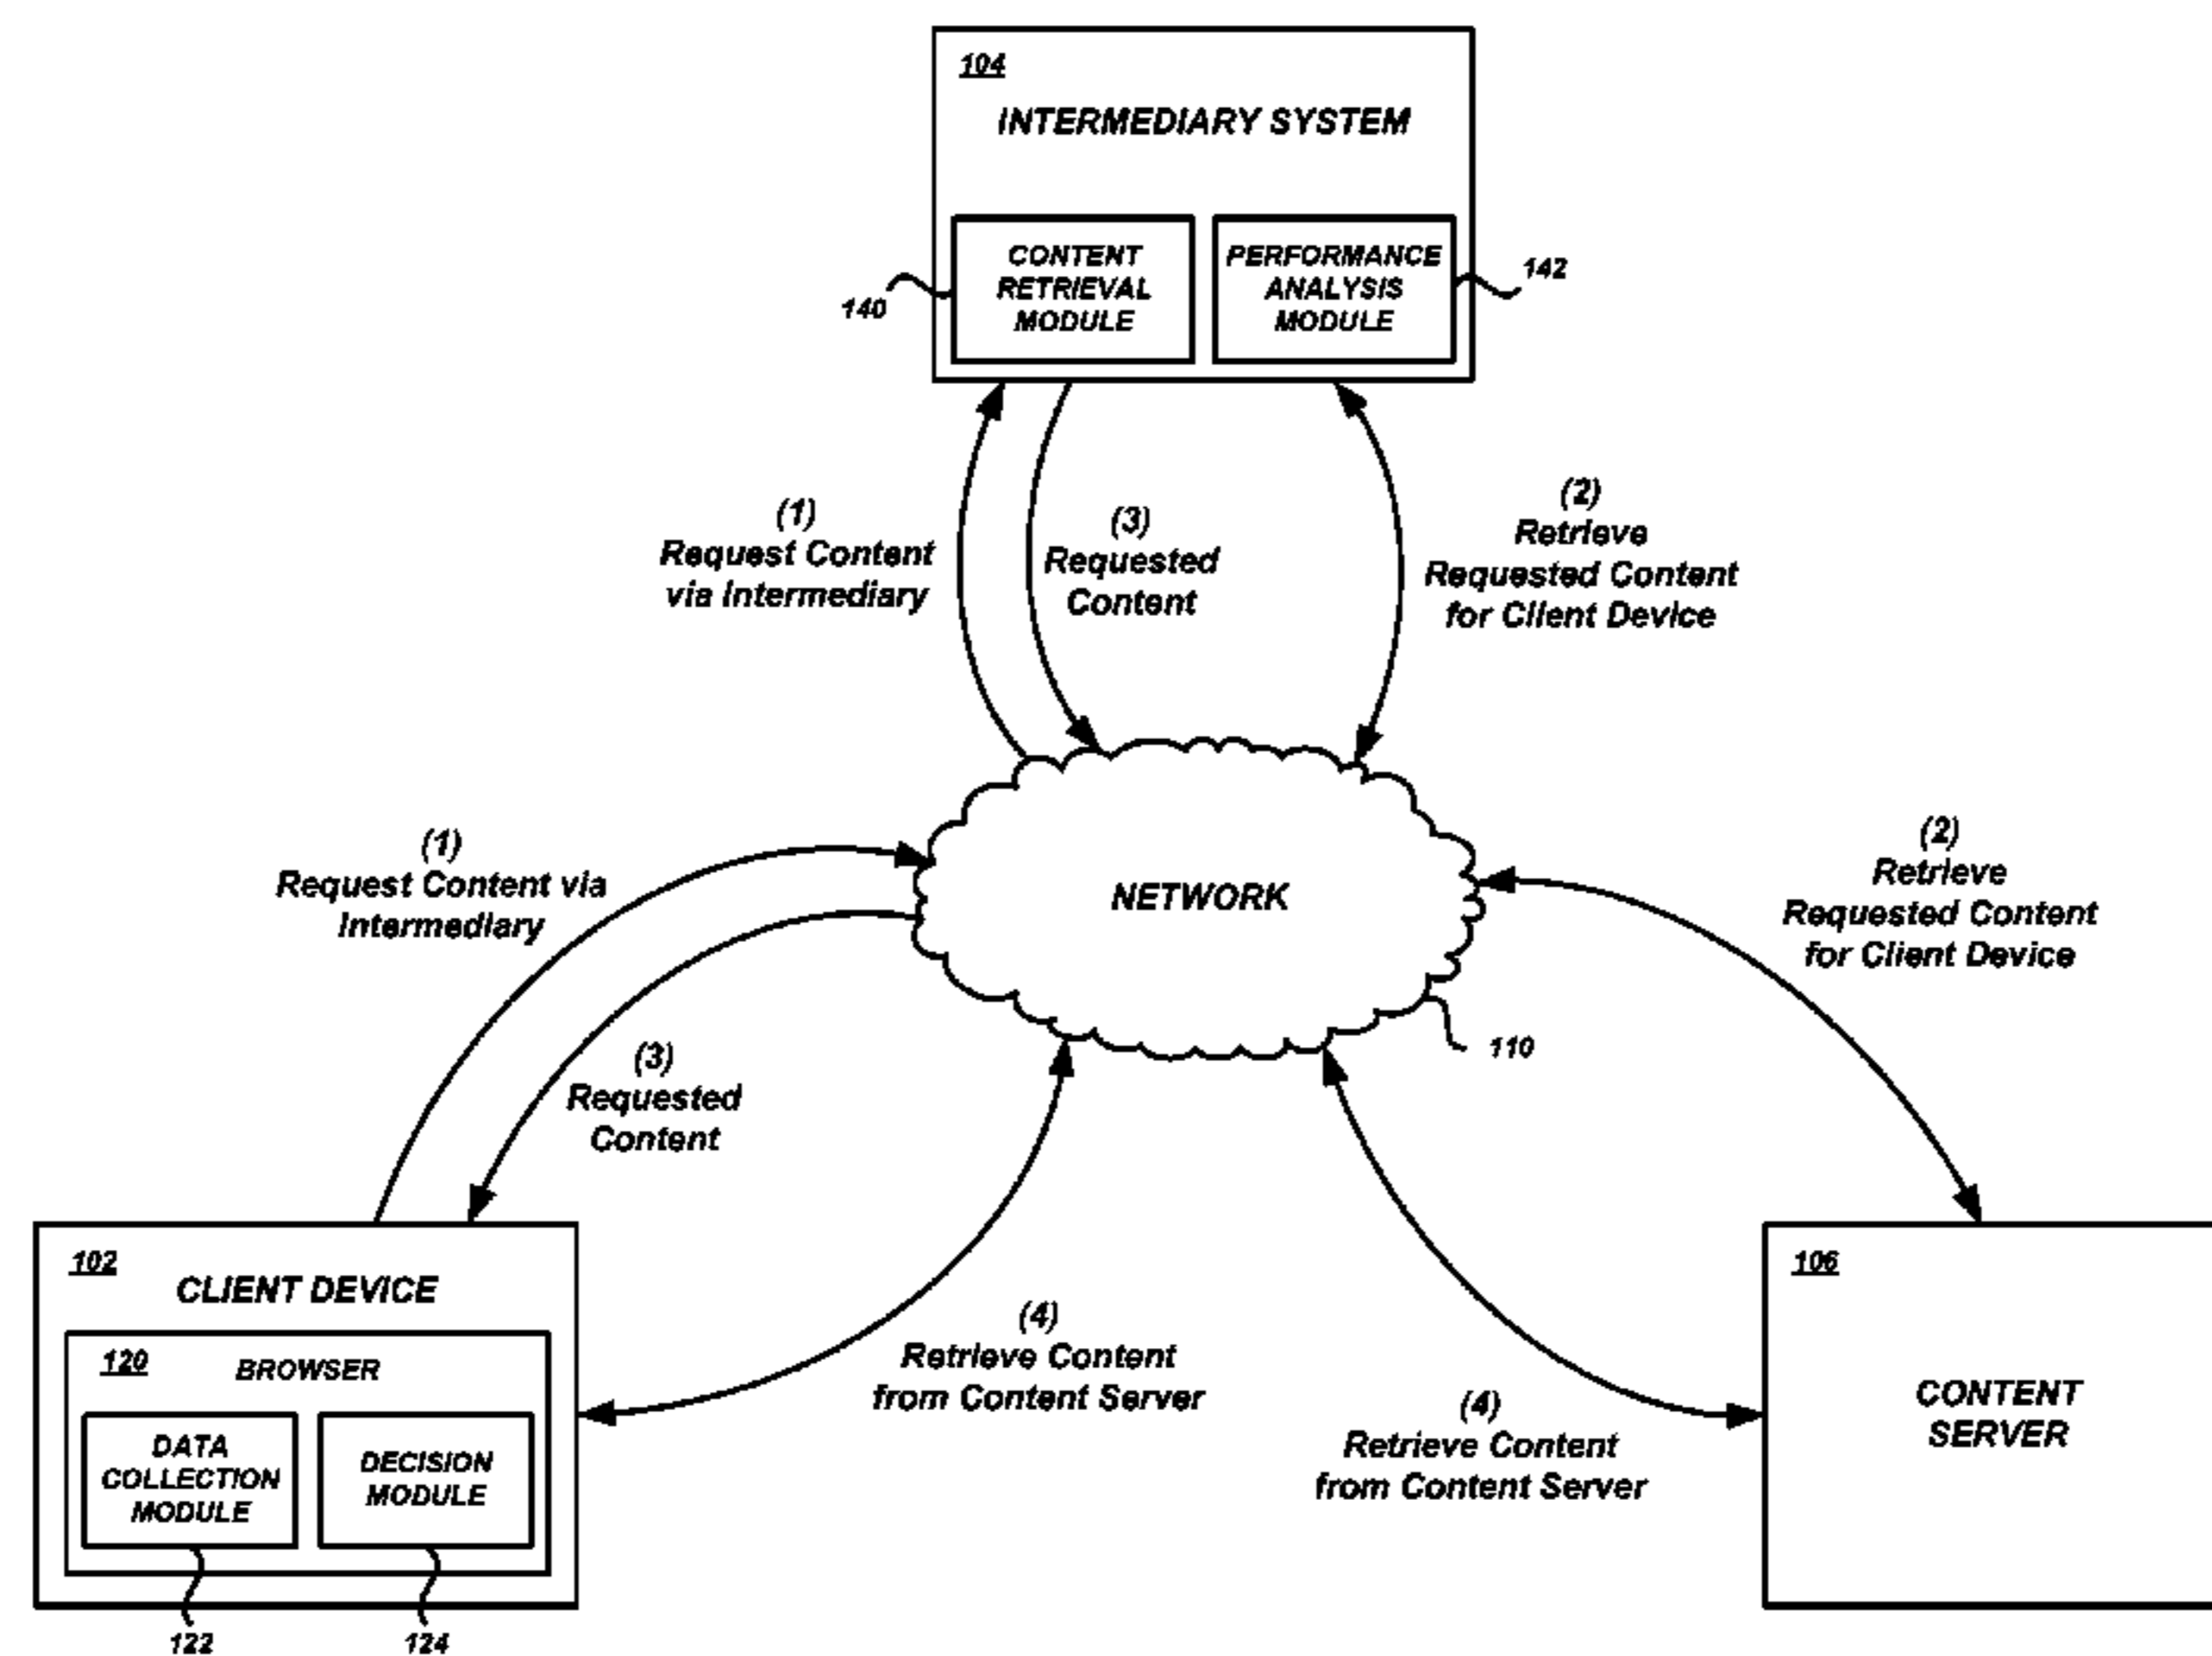 104
INTERMEDIARY SYSTEM
CONTENT
RETRIEVAL
MODULE
PERFORMANCE
ANALYSIS
MODULE
140
142
(1)
Request Content
via Intermediary
(3)
Requested
Content
(2)
Retrieve
Requested Content
for Client Device
(1)
Request Content via
Intermediary
NETWORK
(2)
Retrieve
Requested Content
for Client Device
(3)
Requested
Content
110
102
CLIENT DEVICE
120
BROWSER
DATA
COLLECTION
MODULE
DECISION
MODULE
122
124
(4)
Retrieve Content
from Content Server
(4)
Retrieve Content
from Content Server
106
CONTENT
SERVER